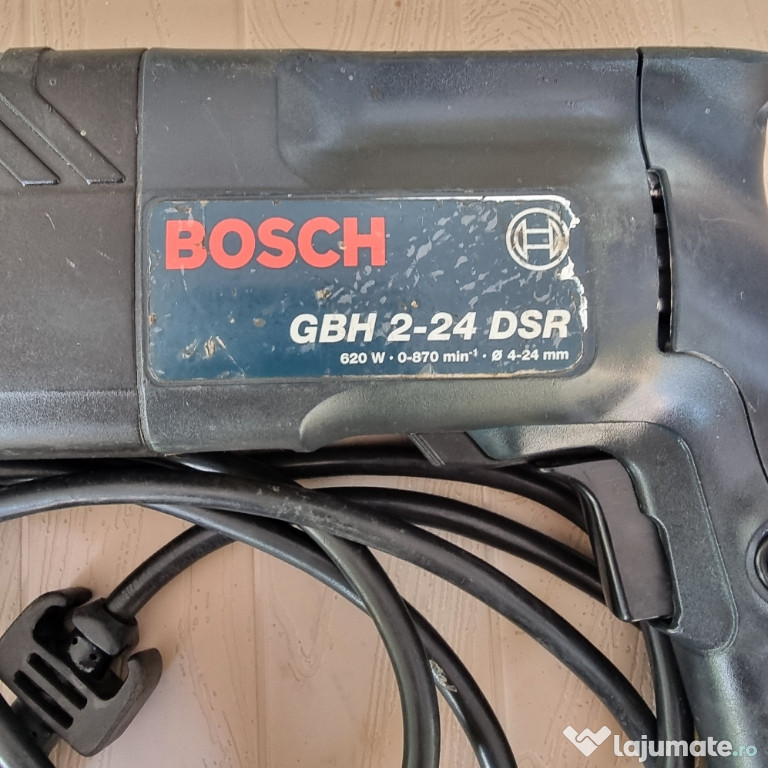 BOSCH
GBH 2-24 DSR
620 W · 0-870 min⁻¹ · Ø 4-24 mm
lajumate.ro